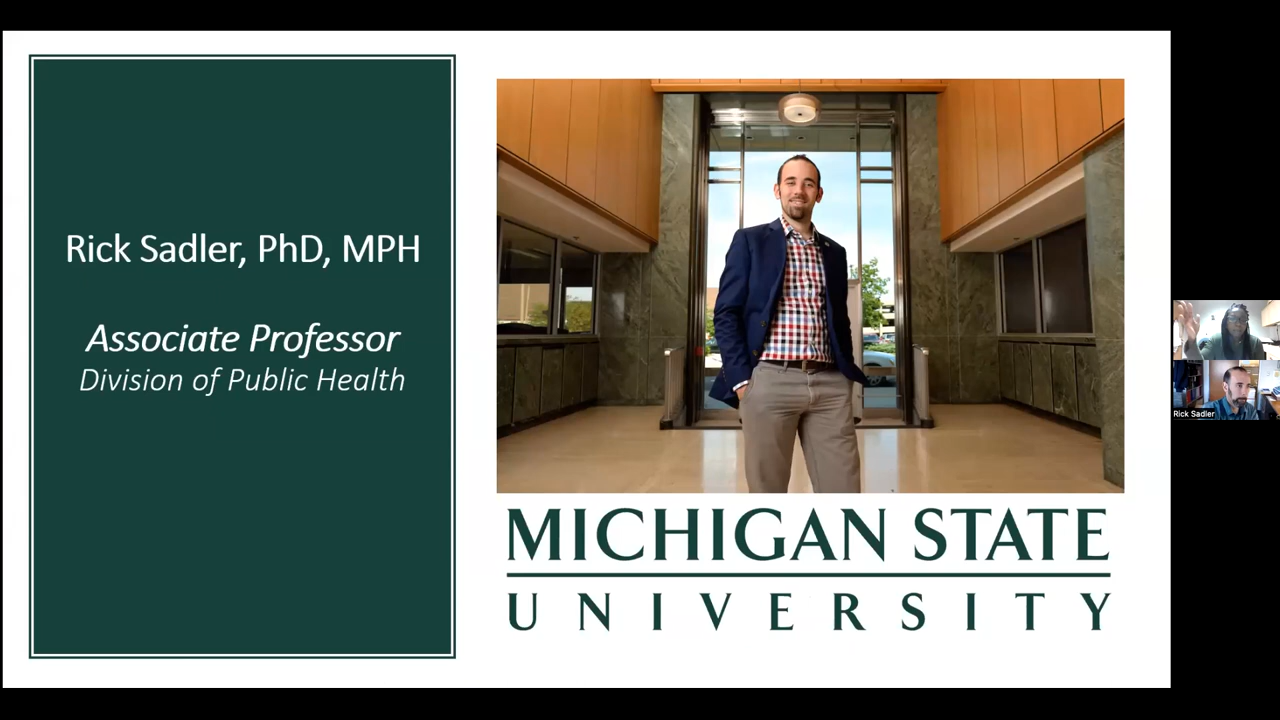 Rick Sadler, PhD, MPH
Associate Professor
Division of Public Health
MICHIGAN STATE
UNIVERSITY
Rick Sadler